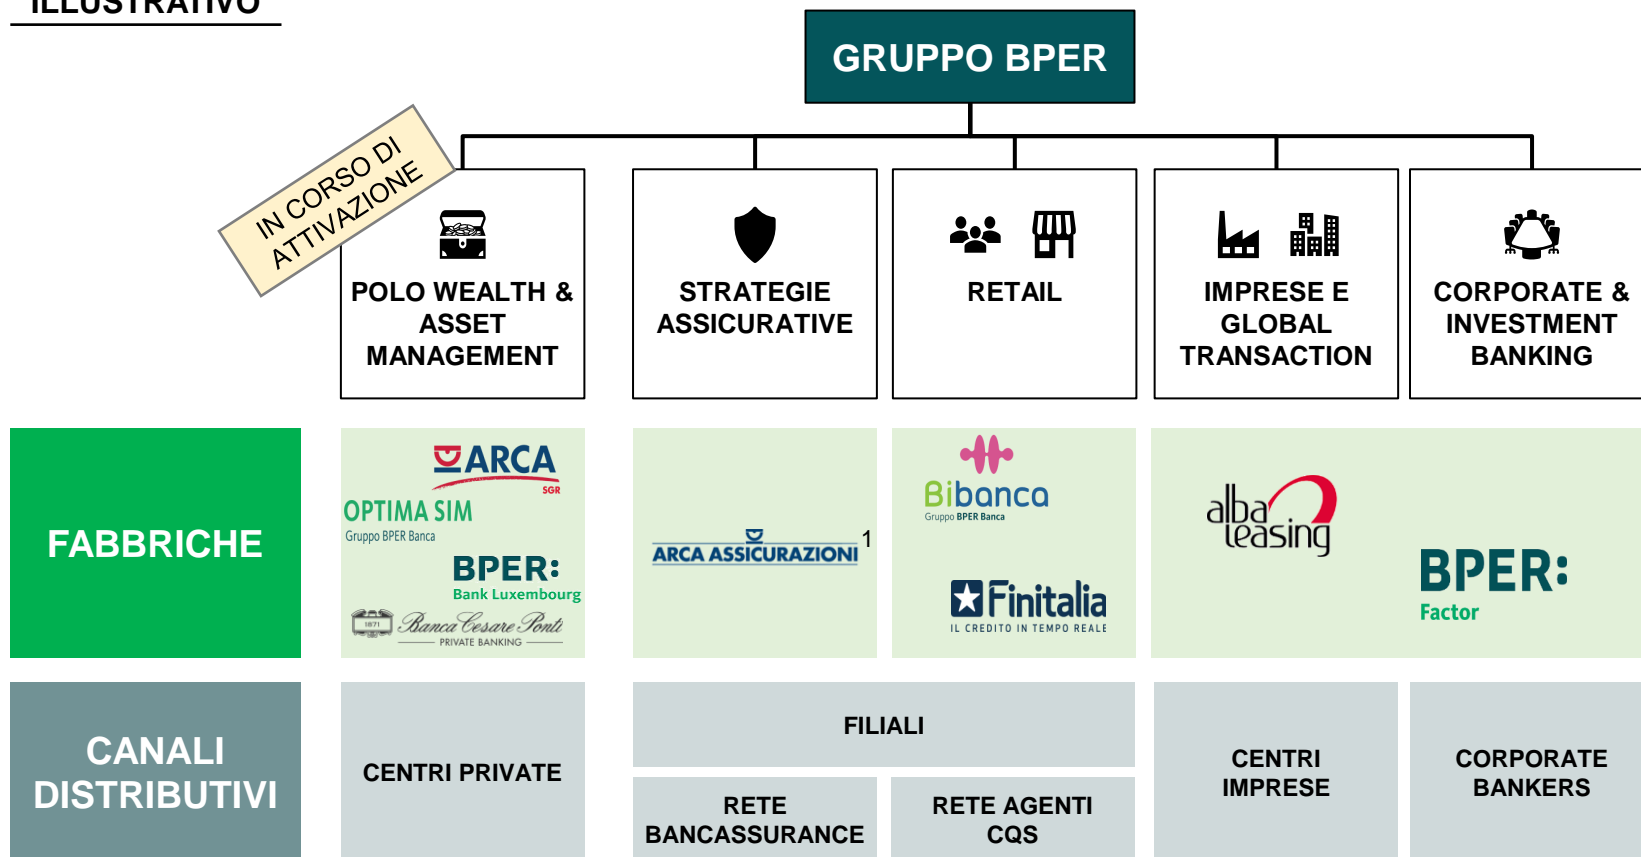 ILLUSTRATIVO
GRUPPO BPER
IN CORSO DI
ATTIVAZIONE
POLO WEALTH &
ASSET
MANAGEMENT
STRATEGIE
ASSICURATIVE
RETAIL
IMPRESE E
GLOBAL
TRANSACTION
CORPORATE &
INVESTMENT
BANKING
FABBRICHE
ARCA
SGR
OPTIMA SIM
Gruppo BPER Banca
BPER:
Bank Luxembourg
1871
Banca Cesare Ponti
PRIVATE BANKING
ARCA ASSICURAZIONI 1
Bibanca
Gruppo BPER Banca
Finitalia
IL CREDITO IN TEMPO REALE
alba
leasing
BPER:
Factor
CANALI
DISTRIBUTIVI
CENTRI PRIVATE
FILIALI
RETE
BANCASSURANCE
RETE AGENTI
CQS
CENTRI
IMPRESE
CORPORATE
BANKERS